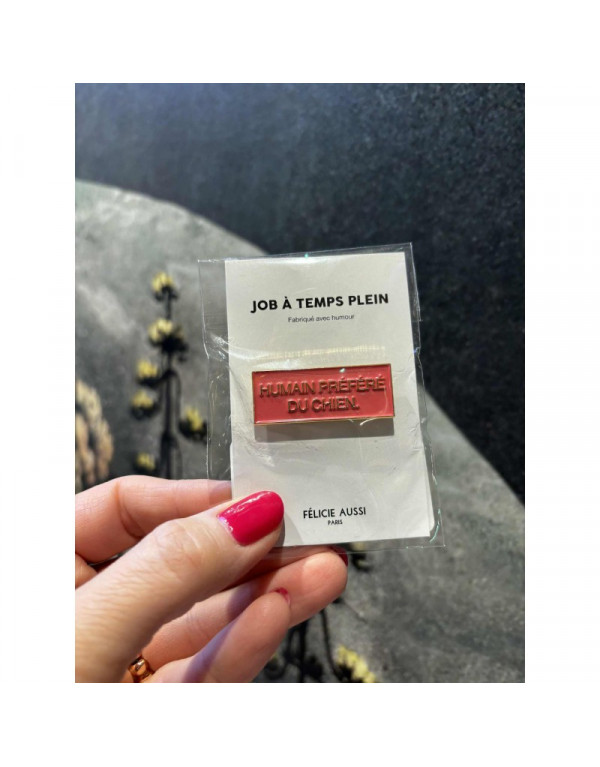 JOB À TEMPS PLEIN
Fabriqué avec humour
HUMAIN PRÉFÉRÉ
DU CHIEN.
FÉLICIE AUSSI
PARIS